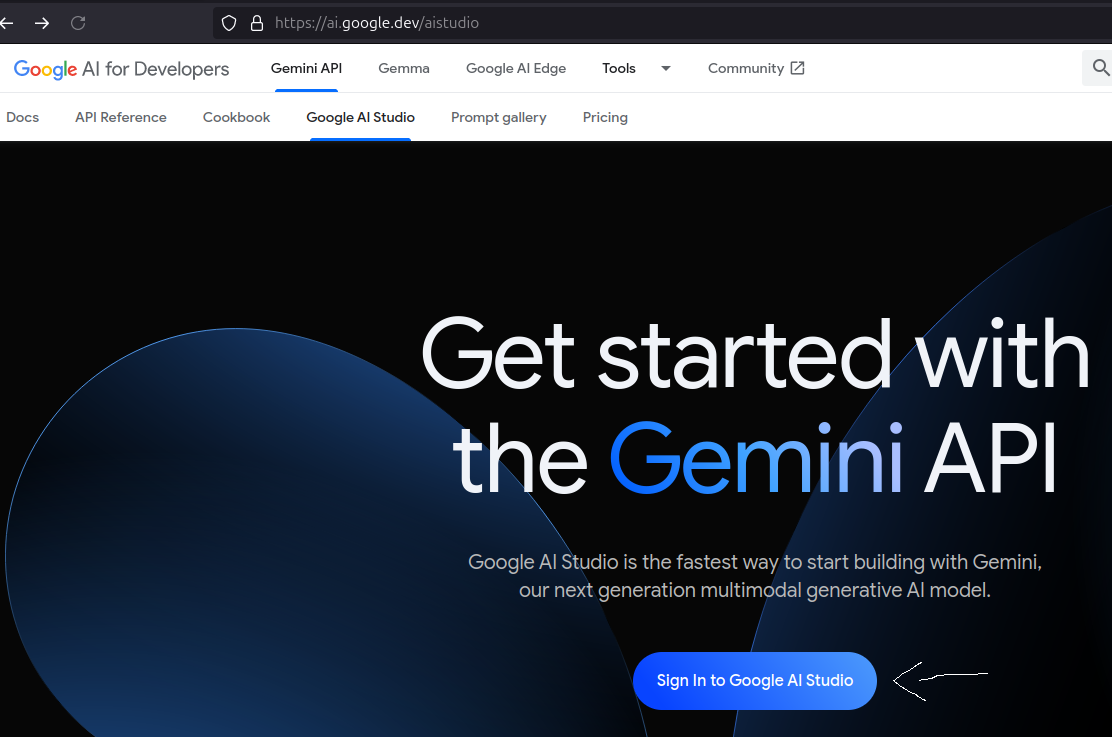 https://ai.google.dev/aistudio
Google AI for Developers Gemini API Gemma Google AI Edge Tools Community
Docs API Reference Cookbook Google AI Studio Prompt gallery Pricing
Get started with
the Gemini API
Google AI Studio is the fastest way to start building with Gemini,
our next generation multimodal generative AI model.
Sign In to Google AI Studio